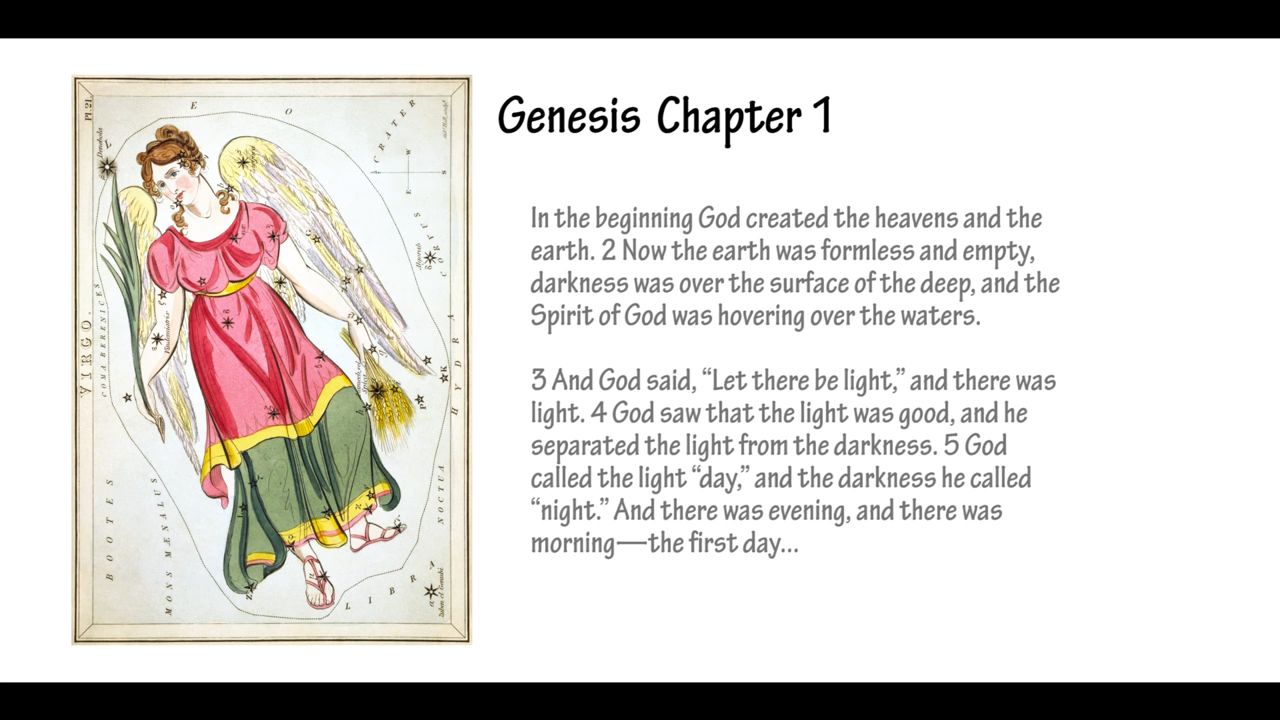 Genesis Chapter 1
In the beginning God created the heavens and the
earth. 2 Now the earth was formless and empty,
darkness was over the surface of the deep, and the
Spirit of God was hovering over the waters.
3 And God said, “Let there be light,” and there was
light. 4 God saw that the light was good, and he
separated the light from the darkness. 5 God
called the light “day,” and the darkness he called
“night.” And there was evening, and there was
morning—the first day...
PL.21.
VIRGO.
COMA BERENICES
BOOTES
MONS MÆNALUS
LEO
CRATER
CORVUS
HYDRA
NOCTUA
LIBRA
Denebola
W
S
E